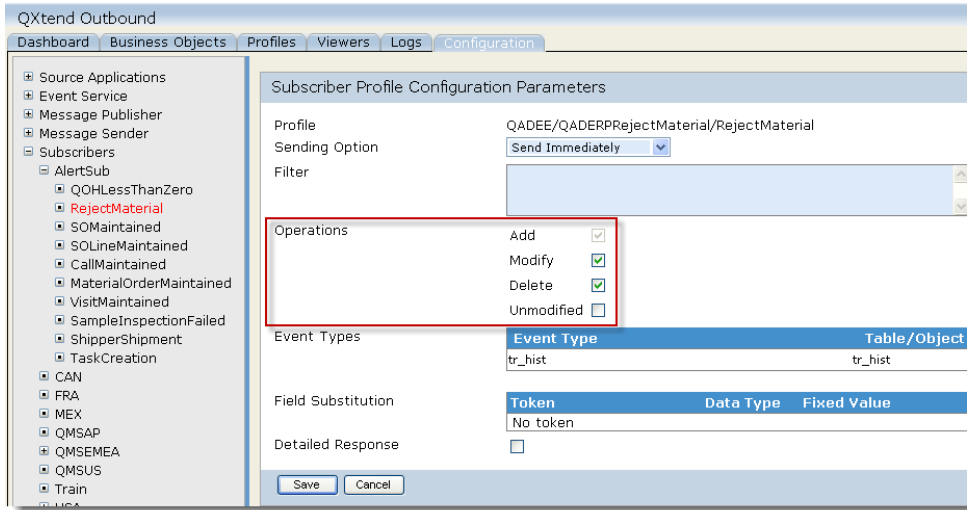 QXtend Outbound
Dashboard Business Objects Profiles Viewers Logs Configuration
Source Applications
Event Service
Message Publisher
Message Sender
Subscribers
AlertSub
QOHLessThanZero
RejectMaterial
SOMaintained
SOLineMaintained
CallMaintained
MaterialOrderMaintained
VisitMaintained
SampleInspectionFailed
ShipperShipment
TaskCreation
CAN
FRA
MEX
QMSAP
QMSEMEA
QMSUS
Train
USA
Subscriber Profile Configuration Parameters
Profile QADEE/QADERPRejectMaterial/RejectMaterial
Sending Option Send Immediately
Filter
Operations Add
Modify
Delete
Unmodified
Event Types Event Type Table/Object
tr_hist tr_hist
Field Substitution Token Data Type Fixed Value
No token
Detailed Response
Save Cancel